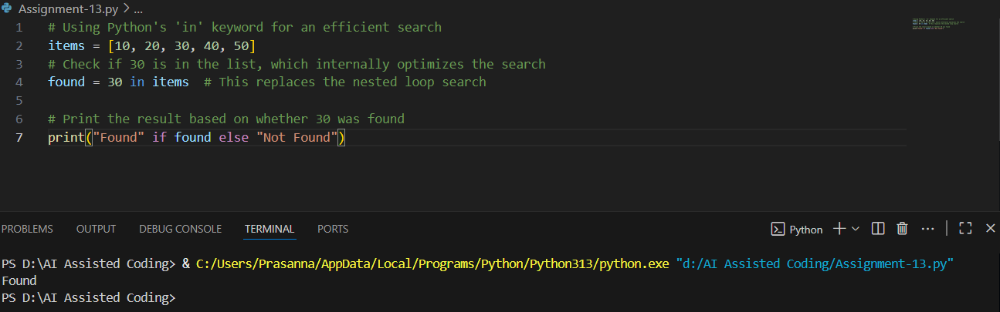 Assignment-13.py > ...
1 # Using Python's 'in' keyword for an efficient search
2 items = [10, 20, 30, 40, 50]
3 # Check if 30 is in the list, which internally optimizes the search
4 found = 30 in items  # This replaces the nested loop search
5
6 # Print the result based on whether 30 was found
7 print("Found" if found else "Not Found")
PROBLEMS OUTPUT DEBUG CONSOLE TERMINAL PORTS Python
PS D:\AI Assisted Coding> & C:/Users/Prasanna/AppData/Local/Programs/Python/Python313/python.exe "d:/AI Assisted Coding/Assignment-13.py"
Found
PS D:\AI Assisted Coding>